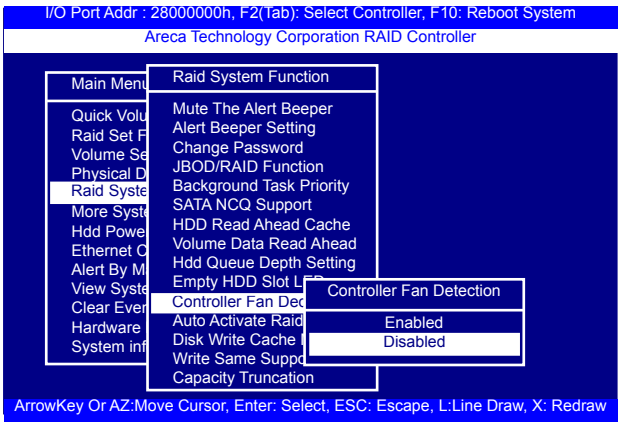 I/O Port Addr : 28000000h, F2(Tab): Select Controller, F10: Reboot System
Areca Technology Corporation RAID Controller
Main Menu
Quick Volu
Raid Set F
Volume Se
Physical D
Raid Syste
More Syste
Hdd Powe
Ethernet C
Alert By M
View Syste
Clear Even
Hardware
System inf
Raid System Function
Mute The Alert Beeper
Alert Beeper Setting
Change Password
JBOD/RAID Function
Background Task Priority
SATA NCQ Support
HDD Read Ahead Cache
Volume Data Read Ahead
Hdd Queue Depth Setting
Empty HDD Slot LED
Controller Fan Dec
Auto Activate Raid
Disk Write Cache
Write Same Suppo
Capacity Truncation
Controller Fan Detection
Enabled
Disabled
ArrowKey Or AZ:Move Cursor, Enter: Select, ESC: Escape, L:Line Draw, X: Redraw